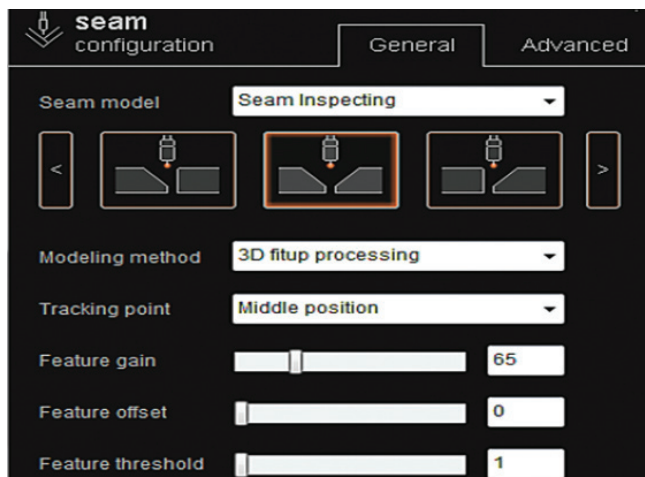 seam
configuration
General
Advanced
Seam model
Seam Inspecting
<
>
Modeling method
3D fitup processing
Tracking point
Middle position
Feature gain
65
Feature offset
0
Feature threshold
1